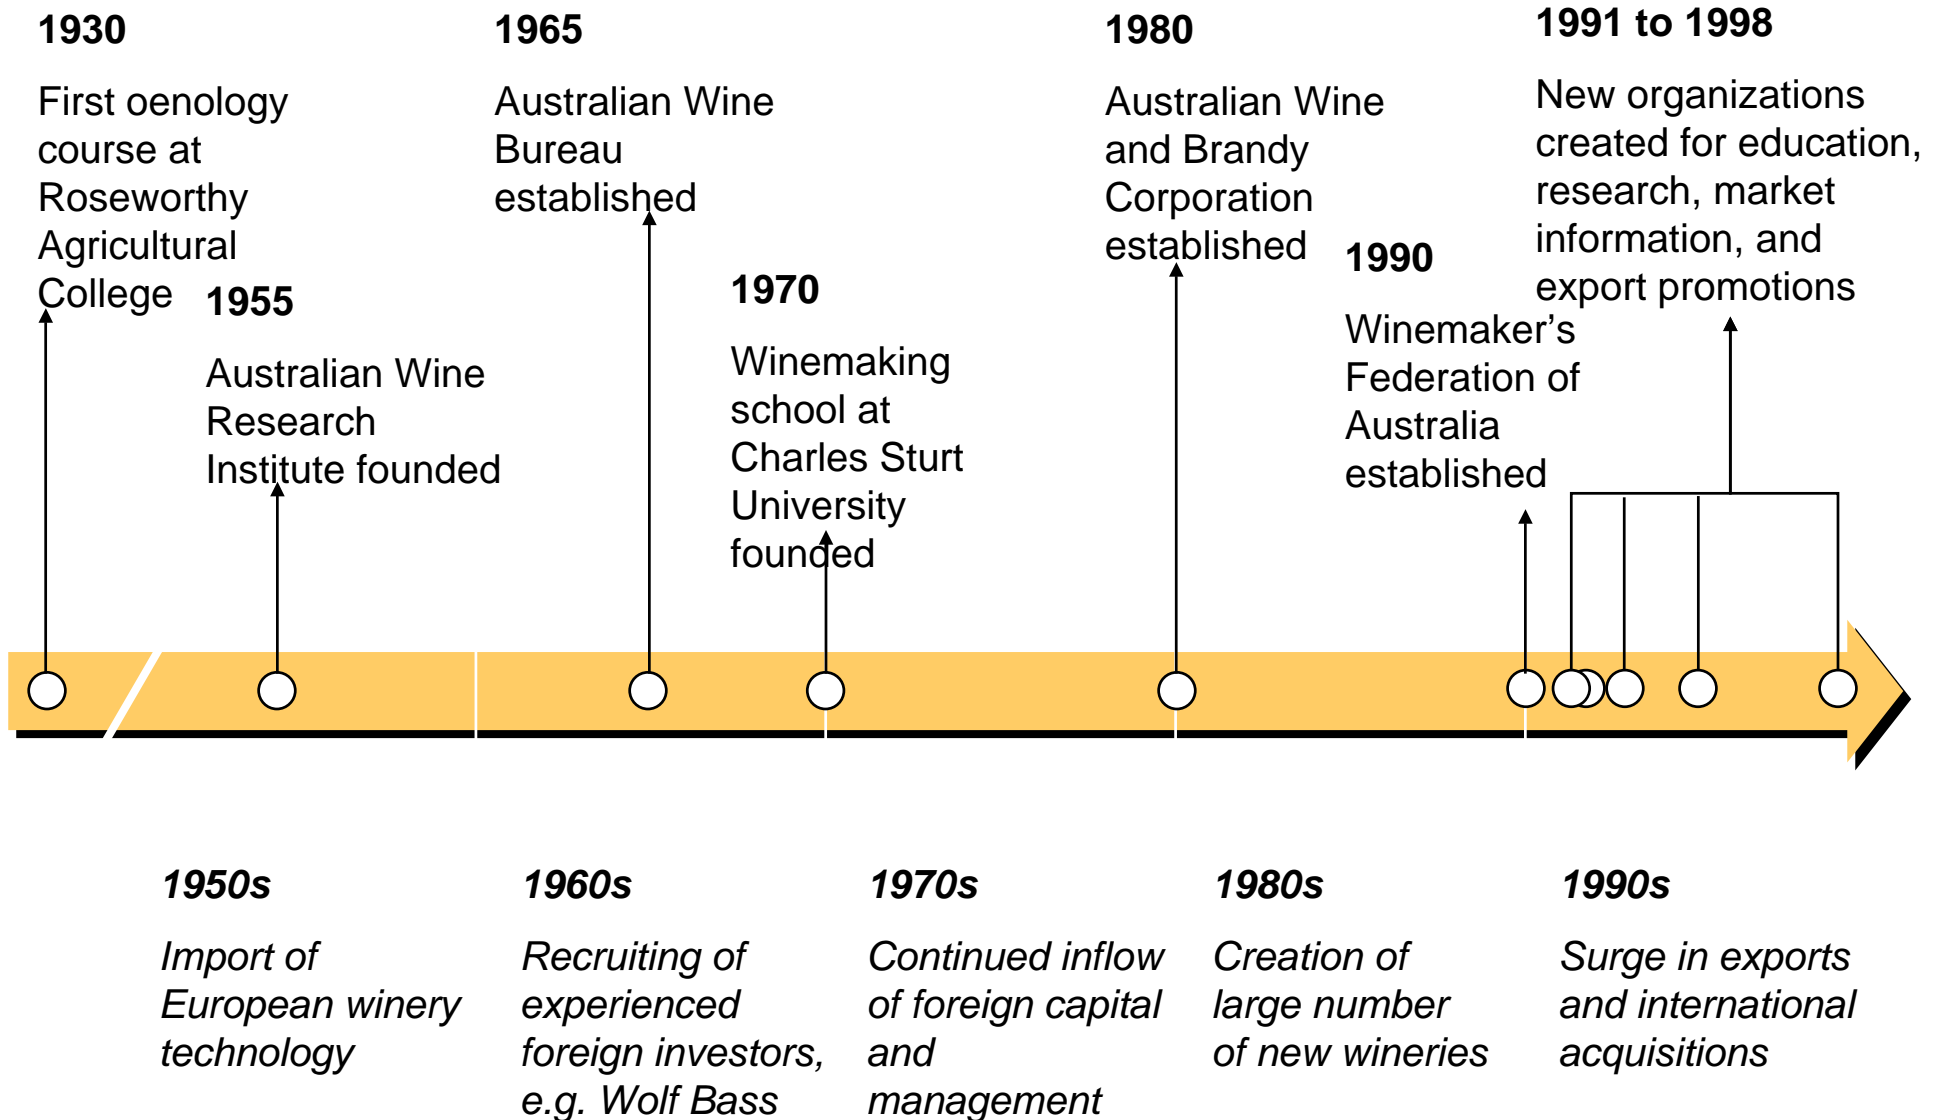 1930
First oenology
course at
Roseworthy
Agricultural
College
1955
Australian Wine
Research
Institute founded
1965
Australian Wine
Bureau
established
1970
Winemaking
school at
Charles Sturt
University
founded
1980
Australian Wine
and Brandy
Corporation
established
1990
Winemaker’s
Federation of
Australia
established
1991 to 1998
New organizations
created for education,
research, market
information, and
export promotions
1950s
Import of
European winery
technology
1960s
Recruiting of
experienced
foreign investors,
e.g. Wolf Bass
1970s
Continued inflow
of foreign capital
and
management
1980s
Creation of
large number
of new wineries
1990s
Surge in exports
and international
acquisitions